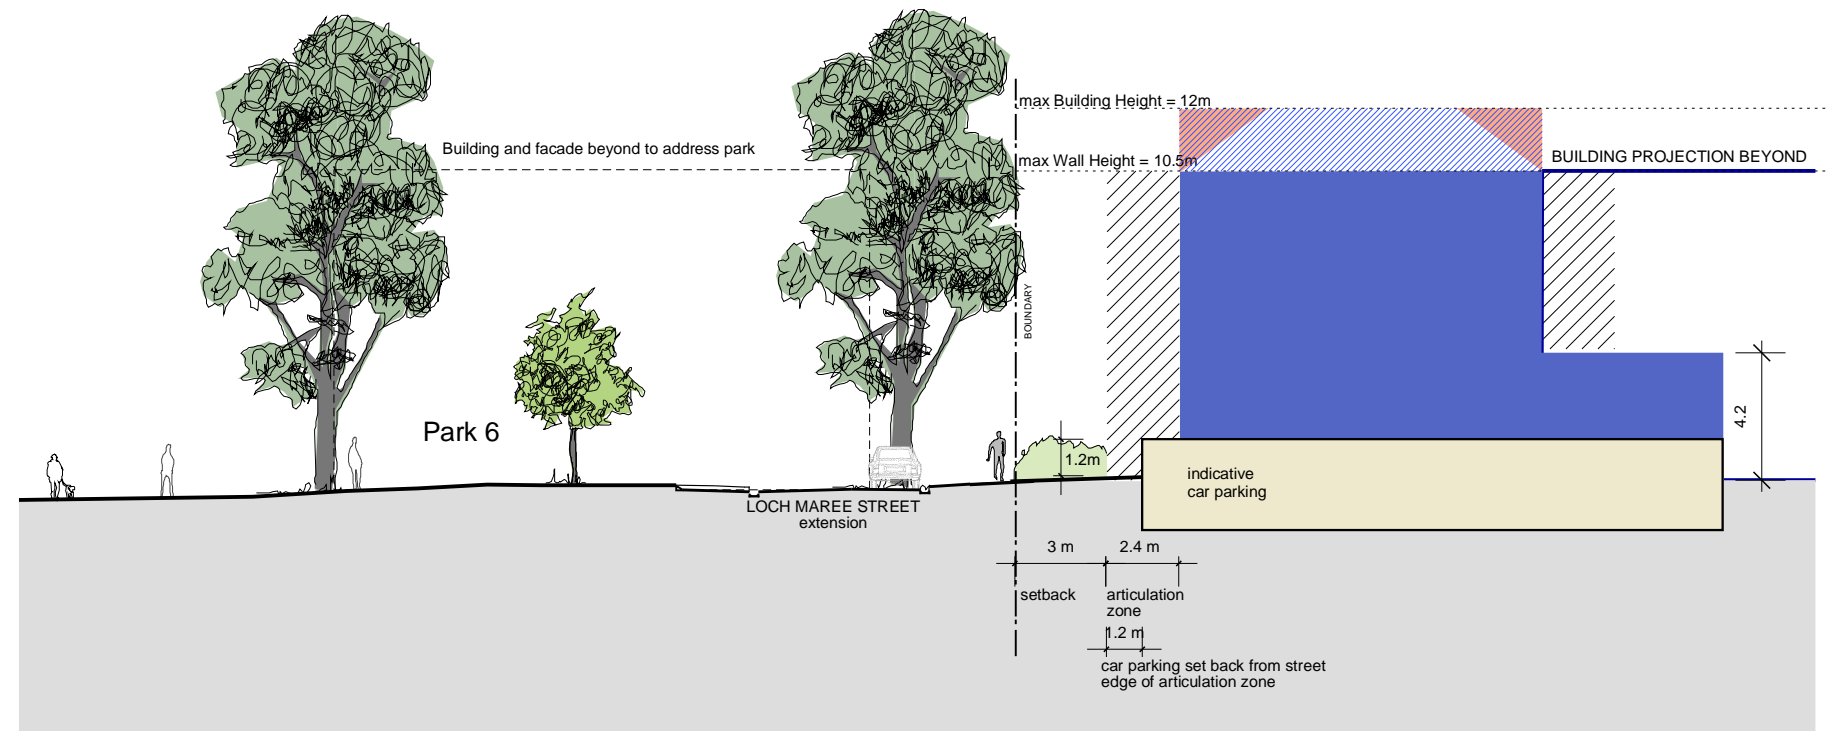 max Building Height = 12m
Building and facade beyond to address park
max Wall Height = 10.5m
BUILDING PROJECTION BEYOND
BOUNDARY
Park 6
4.2
1.2m
indicative
car parking
LOCH MAREE STREET
extension
3 m
2.4 m
setback
articulation
zone
1.2 m
car parking set back from street
edge of articulation zone